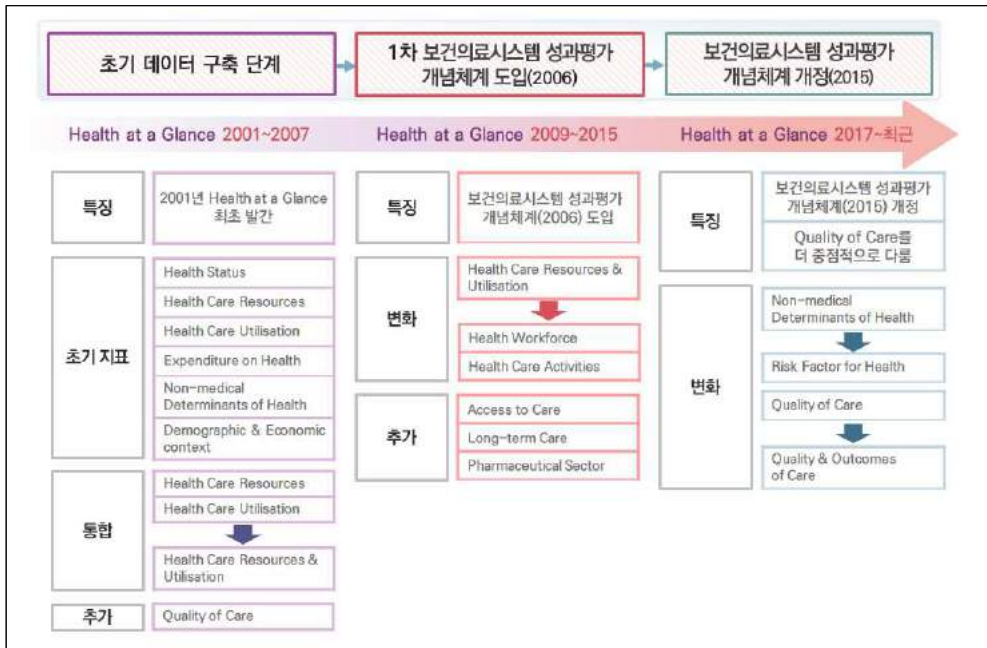 초기 데이터 구축 단계
1차 보건의료시스템 성과평가
개념체계 도입(2006)
보건의료시스템 성과평가
개념체계 개정(2015)
Health at a Glance 2001~2007
Health at a Glance 2009~2015
Health at a Glance 2017~최근
특징
2001년 Health at a Glance
최초 발간
초기 지표
Health Status
Health Care Resources
Health Care Utilisation
Expenditure on Health
Non-medical
Determinants of Health
Demographic & Economic
context
통합
Health Care Resources
Health Care Utilisation
Health Care Resources &
Utilisation
추가
Quality of Care
특징
보건의료시스템 성과평가
개념체계(2006) 도입
변화
Health Care Resources &
Utilisation
Health Workforce
Health Care Activities
추가
Access to Care
Long-term Care
Pharmaceutical Sector
특징
보건의료시스템 성과평가
개념체계(2015) 개정
Quality of Care를
더 중점적으로 다룸
변화
Non-medical
Determinants of Health
Risk Factor for Health
Quality of Care
Quality & Outcomes
of Care